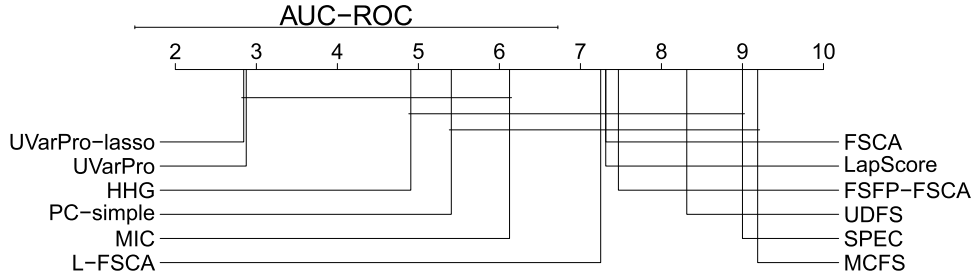 AUC−ROC
2 3 4 5 6 7 8 9 10
UVarPro−lasso FSCA
UVarPro LapScore
HHG FSFP−FSCA
PC−simple UDFS
MIC SPEC
L−FSCA MCFS